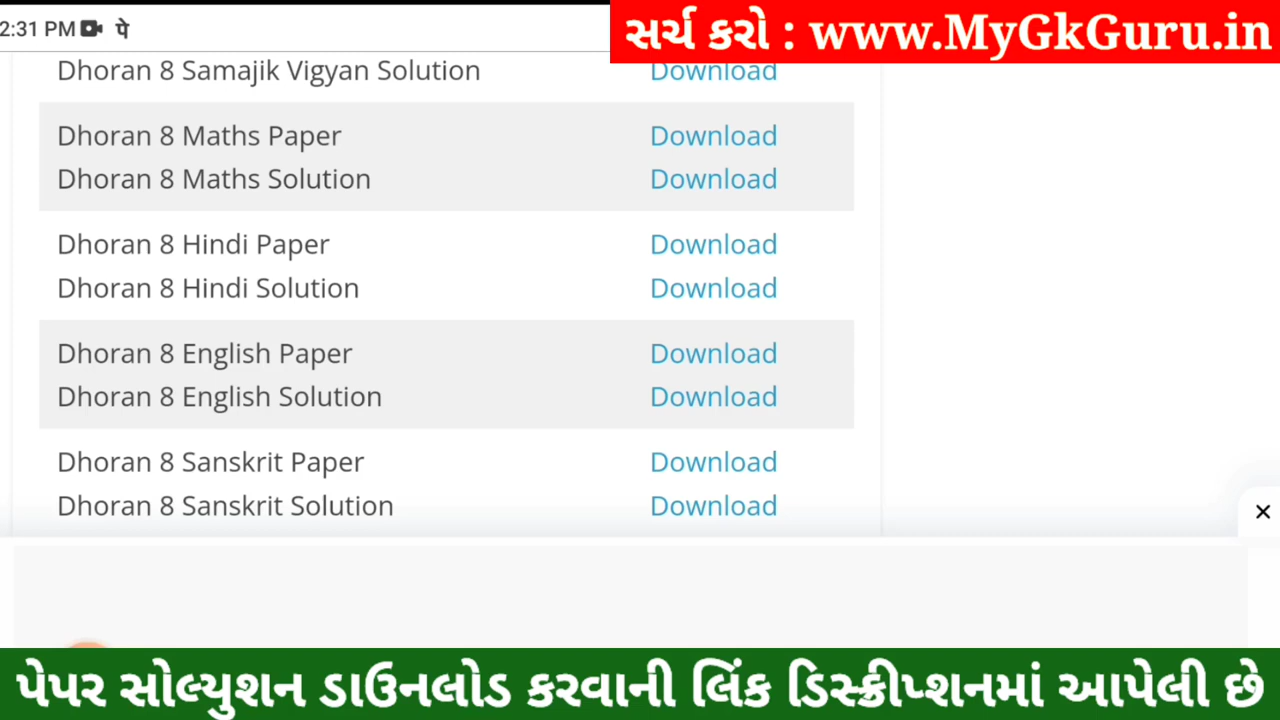 2:31 PM पे
સર્ચ કરો : www.MyGkGuru.in
Dhoran 8 Samajik Vigyan Solution Download
Dhoran 8 Maths Paper Download
Dhoran 8 Maths Solution Download
Dhoran 8 Hindi Paper Download
Dhoran 8 Hindi Solution Download
Dhoran 8 English Paper Download
Dhoran 8 English Solution Download
Dhoran 8 Sanskrit Paper Download
Dhoran 8 Sanskrit Solution Download
પેપર સોલ્યુશન ડાઉનલોડ કરવાની લિંક ડિસ્ક્રીપ્શનમાં આપેલી છે